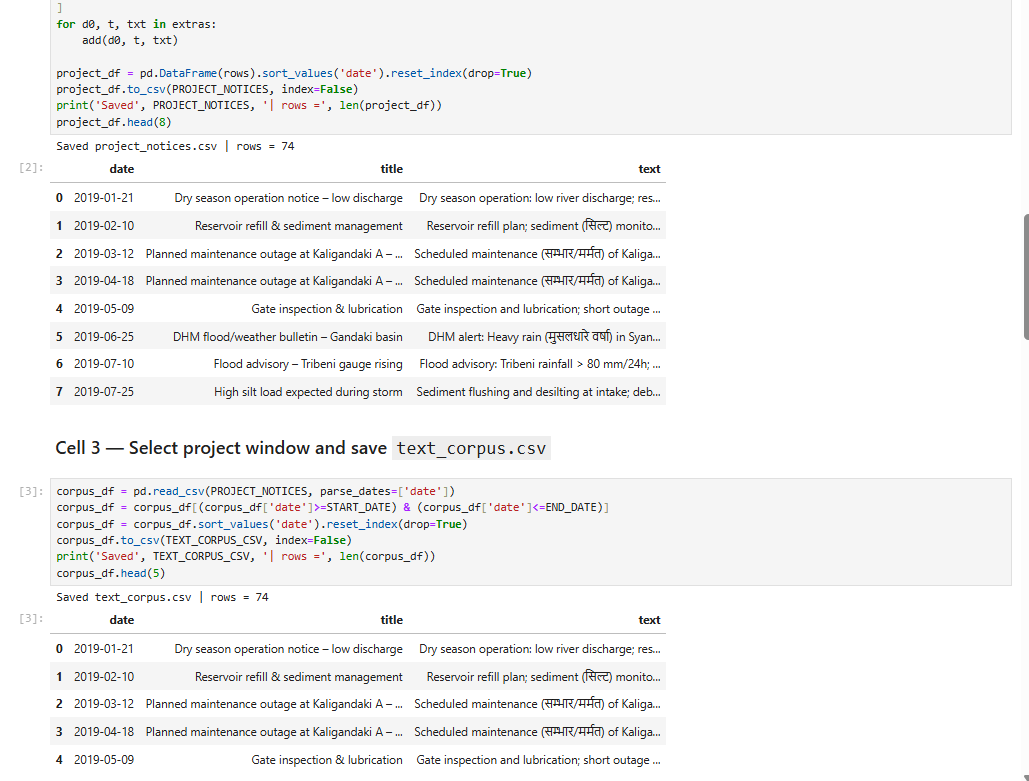 ]
for d0, t, txt in extras:
    add(d0, t, txt)
project_df = pd.DataFrame(rows).sort_values('date').reset_index(drop=True)
project_df.to_csv(PROJECT_NOTICES, index=False)
print('Saved', PROJECT_NOTICES, '| rows =', len(project_df))
project_df.head(8)
Saved project_notices.csv | rows = 74
[2]: date title text
0 2019-01-21 Dry season operation notice – low discharge Dry season operation: low river discharge; res...
1 2019-02-10 Reservoir refill & sediment management Reservoir refill plan; sediment (सिल्ट) monito...
2 2019-03-12 Planned maintenance outage at Kaligandaki A – ... Scheduled maintenance (सम्भार/मर्मत) of Kaliga...
3 2019-04-18 Planned maintenance outage at Kaligandaki A – ... Scheduled maintenance (सम्भार/मर्मत) of Kaliga...
4 2019-05-09 Gate inspection & lubrication Gate inspection and lubrication; short outage ...
5 2019-06-25 DHM flood/weather bulletin – Gandaki basin DHM alert: Heavy rain (मुसलधारे वर्षा) in Syan...
6 2019-07-10 Flood advisory – Tribeni gauge rising Flood advisory: Tribeni rainfall > 80 mm/24h; ...
7 2019-07-25 High silt load expected during storm Sediment flushing and desilting at intake; deb...
Cell 3 — Select project window and save text_corpus.csv
[3]: corpus_df = pd.read_csv(PROJECT_NOTICES, parse_dates=['date'])
corpus_df = corpus_df[(corpus_df['date']>=START_DATE) & (corpus_df['date']<=END_DATE)]
corpus_df = corpus_df.sort_values('date').reset_index(drop=True)
corpus_df.to_csv(TEXT_CORPUS_CSV, index=False)
print('Saved', TEXT_CORPUS_CSV, '| rows =', len(corpus_df))
corpus_df.head(5)
Saved text_corpus.csv | rows = 74
[3]: date title text
0 2019-01-21 Dry season operation notice – low discharge Dry season operation: low river discharge; res...
1 2019-02-10 Reservoir refill & sediment management Reservoir refill plan; sediment (सिल्ट) monito...
2 2019-03-12 Planned maintenance outage at Kaligandaki A – ... Scheduled maintenance (सम्भार/मर्मत) of Kaliga...
3 2019-04-18 Planned maintenance outage at Kaligandaki A – ... Scheduled maintenance (सम्भार/मर्मत) of Kaliga...
4 2019-05-09 Gate inspection & lubrication Gate inspection and lubrication; short outage ...